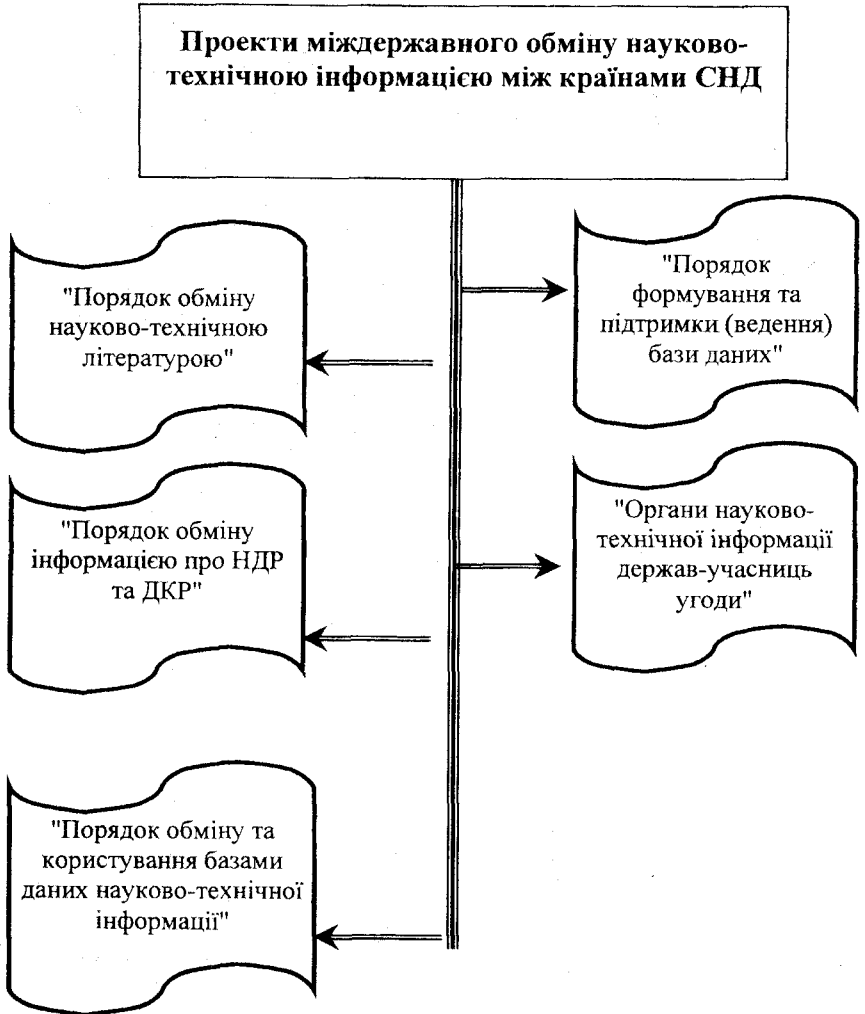 Проекти міждержавного обміну науково-
технічною інформацією між країнами СНД
"Порядок обміну
науково-технічною
літературою"
"Порядок
формування та
підтримки (ведення)
бази даних"
"Порядок обміну
інформацією про НДР
та ДКР"
"Органи науково-
технічної інформації
держав-учасниць
угоди"
"Порядок обміну та
користування базами
даних науково-технічної
інформації"